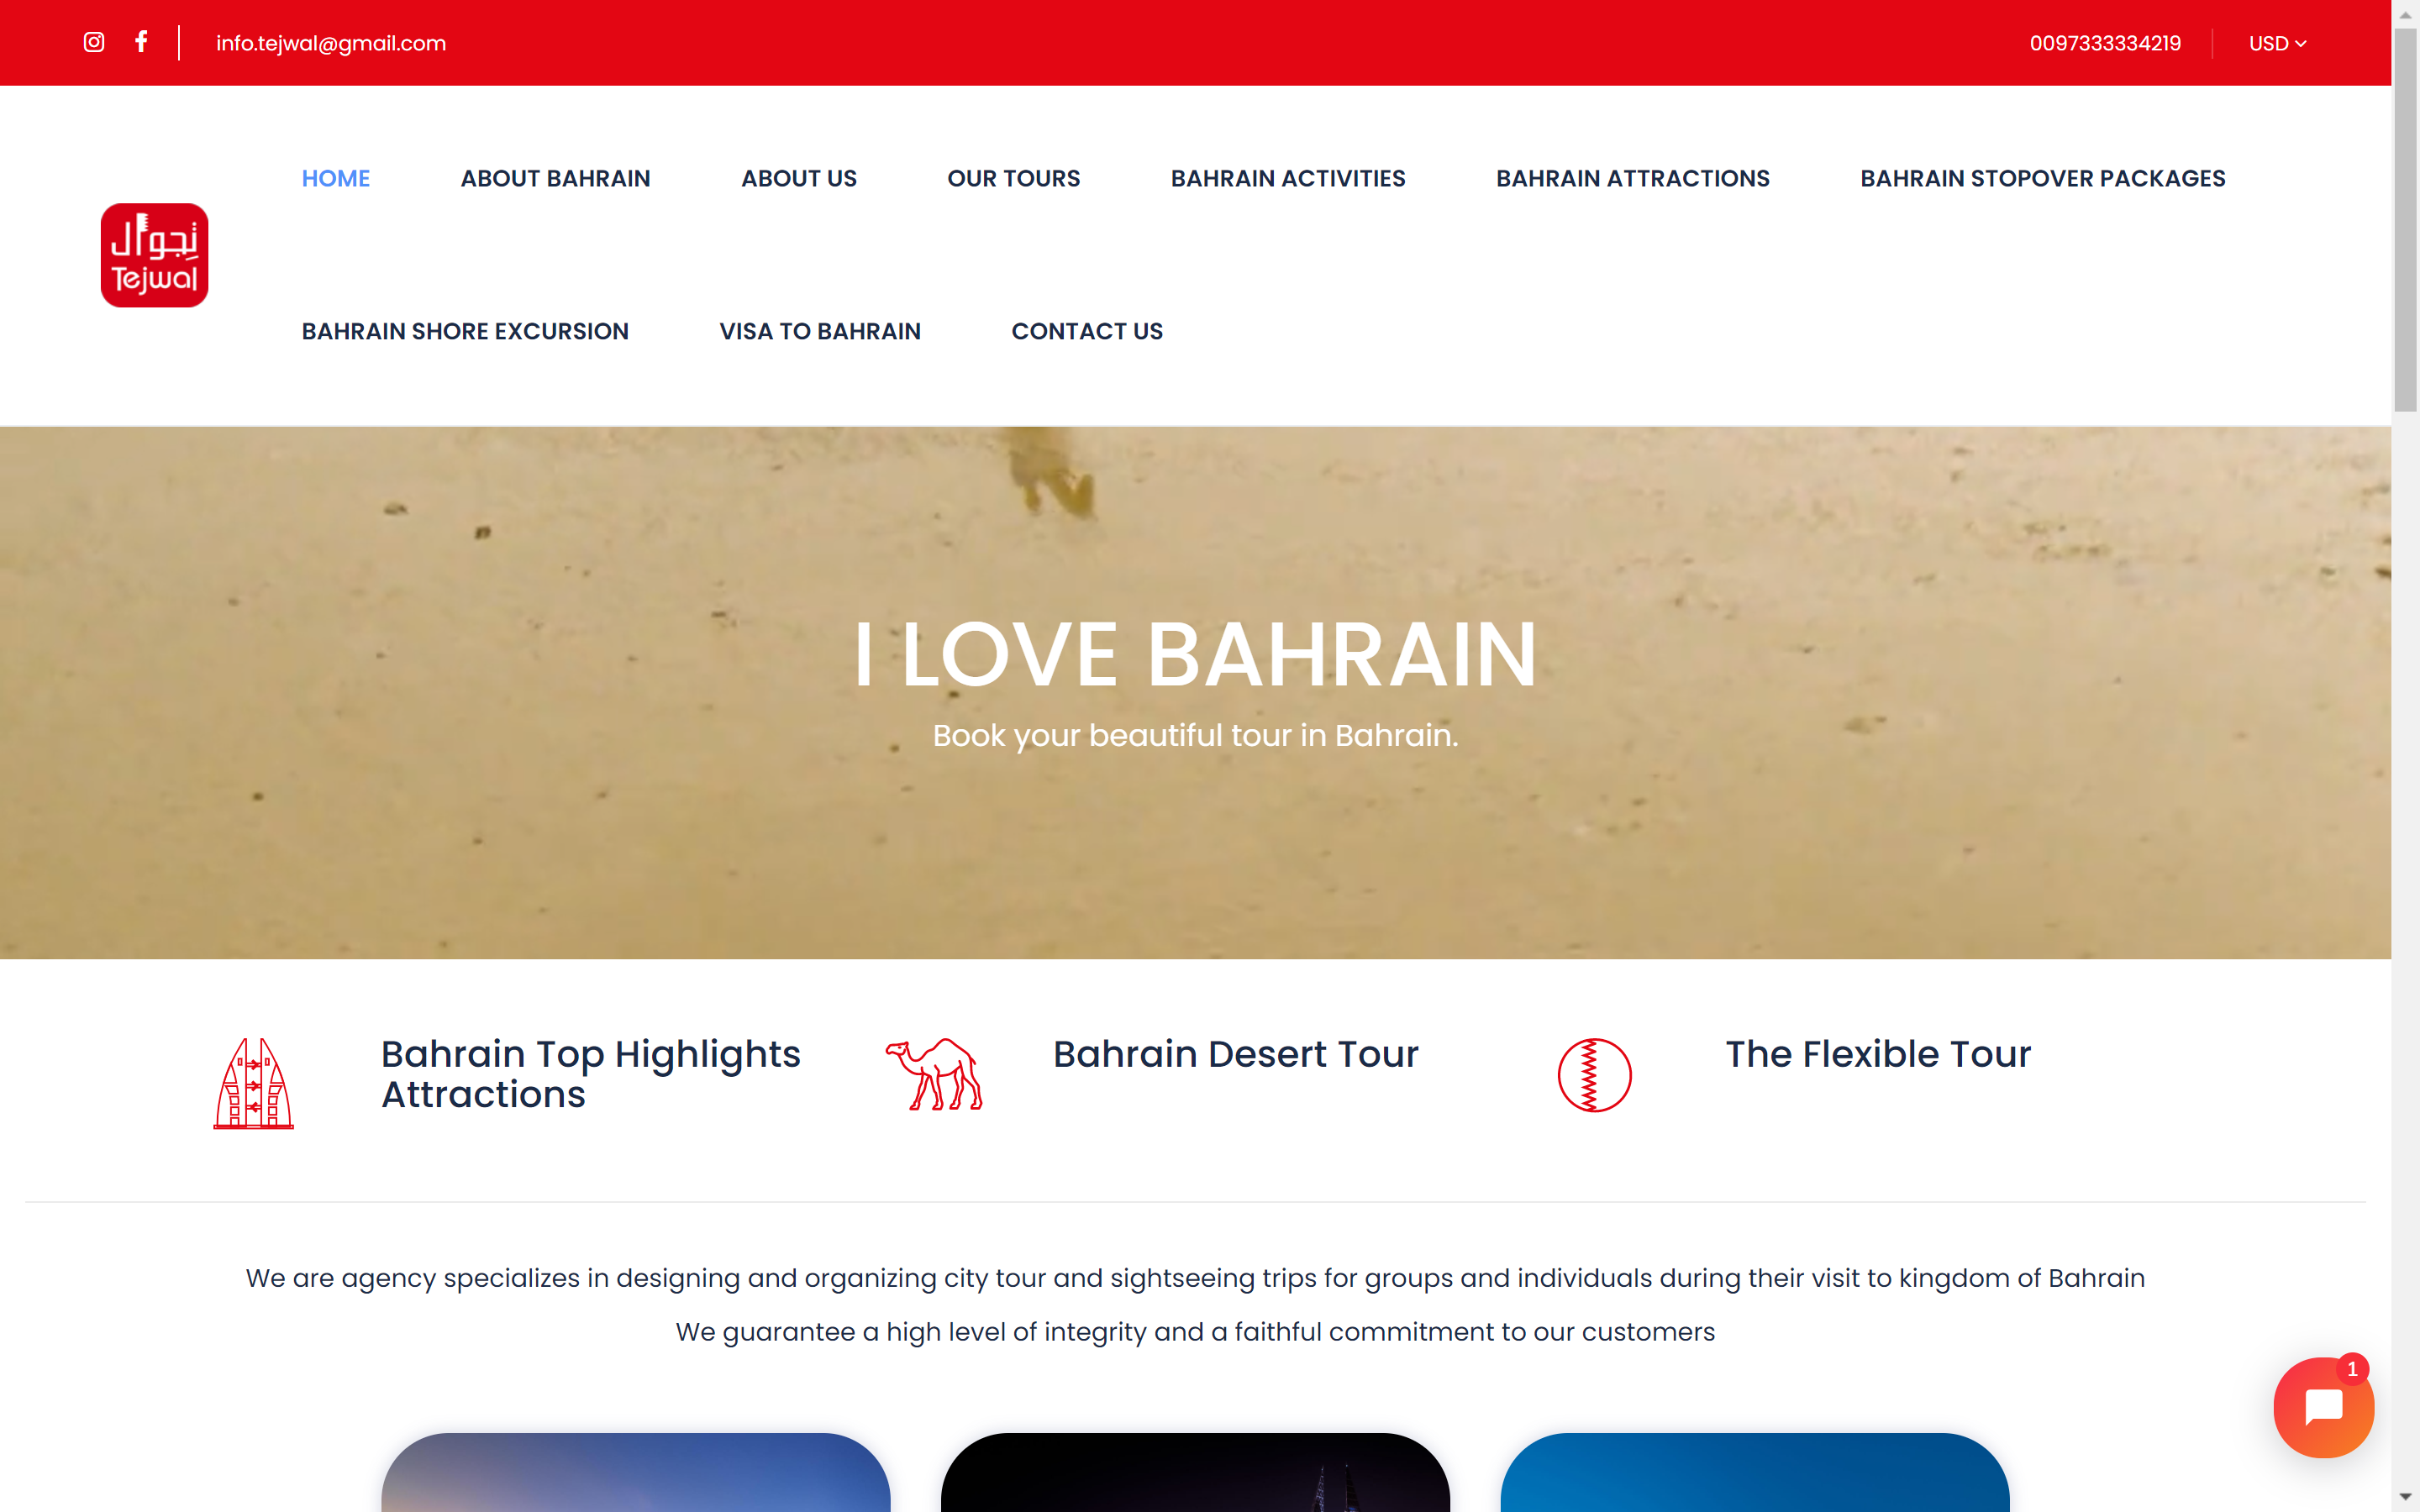 info.tejwal@gmail.com
0097333334219
USD
HOME
ABOUT BAHRAIN
ABOUT US
OUR TOURS
BAHRAIN ACTIVITIES
BAHRAIN ATTRACTIONS
BAHRAIN STOPOVER PACKAGES
تجوال
Tejwal
BAHRAIN SHORE EXCURSION
VISA TO BAHRAIN
CONTACT US
I LOVE BAHRAIN
Book your beautiful tour in Bahrain.
Bahrain Top Highlights
Attractions
Bahrain Desert Tour
The Flexible Tour
We are agency specializes in designing and organizing city tour and sightseeing trips for groups and individuals during their visit to kingdom of Bahrain
We guarantee a high level of integrity and a faithful commitment to our customers
1